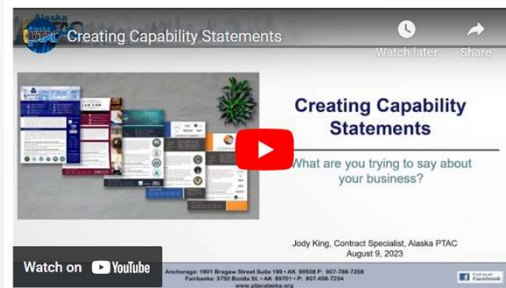 Creating Capability Statements
Watch later
Share
Creating Capability
Statements
What are you trying to say about
your business?
Jody King, Contract Specialist, Alaska PTAC
August 9, 2023
Watch on YouTube
Anchorage: 1901 Bragaw Street Suite 199 • AK 99508 P: 907-786-7258
Fairbanks: 3750 Bonita St. • AK 99701 • P: 907-456-7234
www.ptacalaska.org
Facebook